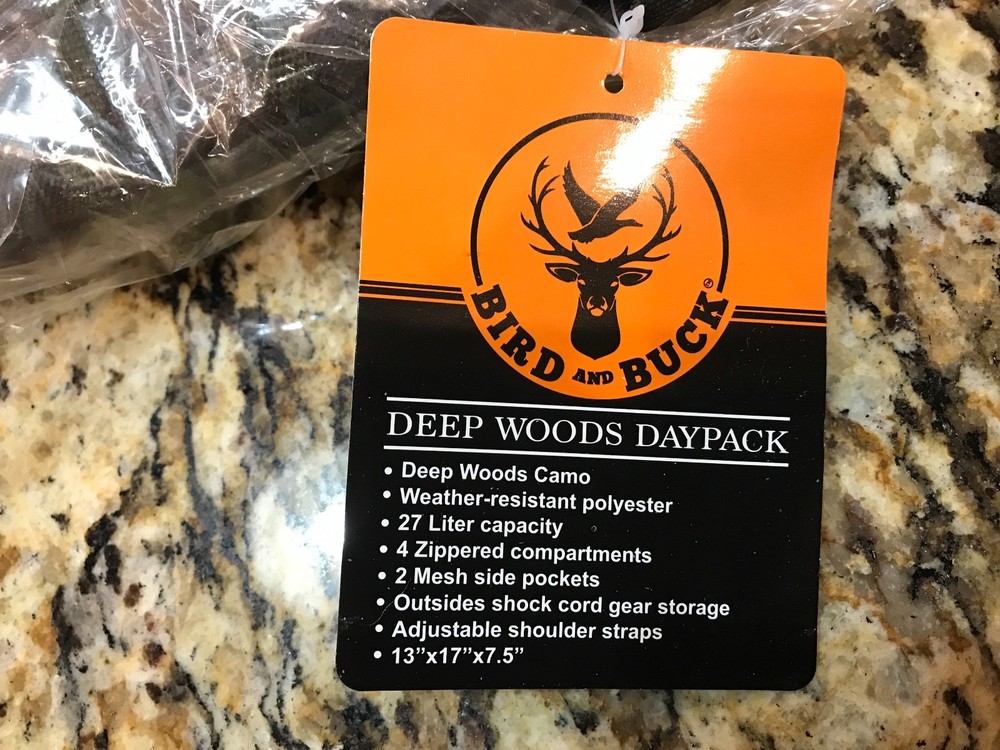 BIRD AND BUCK®
DEEP WOODS DAYPACK
• Deep Woods Camo
• Weather-resistant polyester
• 27 Liter capacity
• 4 Zippered compartments
• 2 Mesh side pockets
• Outsides shock cord gear storage
• Adjustable shoulder straps
• 13”x17”x7.5”